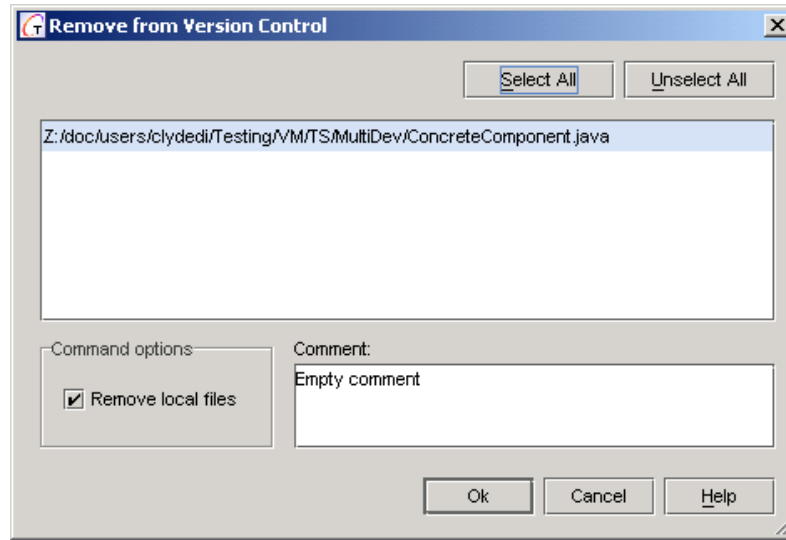 Remove from Version Control
Select All
Unselect All
Z:/doc/users/clydedi/Testing/VM/TS/MultiDev/ConcreteComponent.java
Command options
Remove local files
Comment:
Empty comment
Ok
Cancel
Help